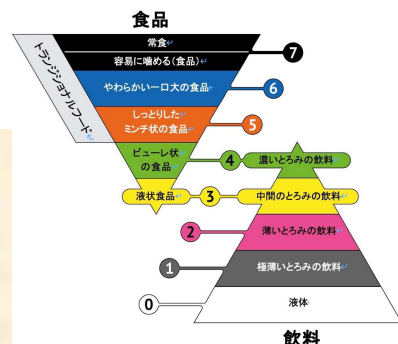 食品
常食
容易に噛める(食品)
7
やわらかい一口大の食品
6
トランジショナルフード
しっとりした
ミンチ状の食品
5
ピューレ状
の食品
4
濃いとろみの飲料
液状食品
3
中間のとろみの飲料
2
薄いとろみの飲料
1
極薄いとろみの飲料
0
液体
飲料